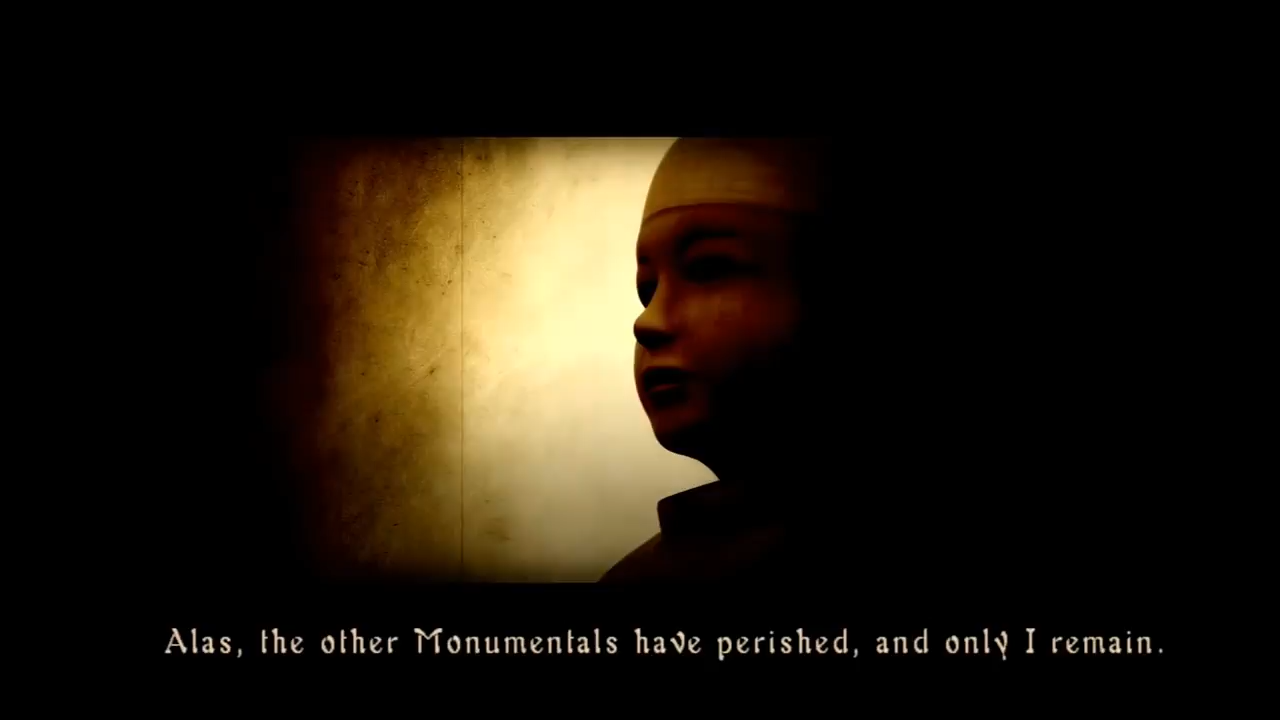 Alas, the other Monumentals have perished, and only I remain.